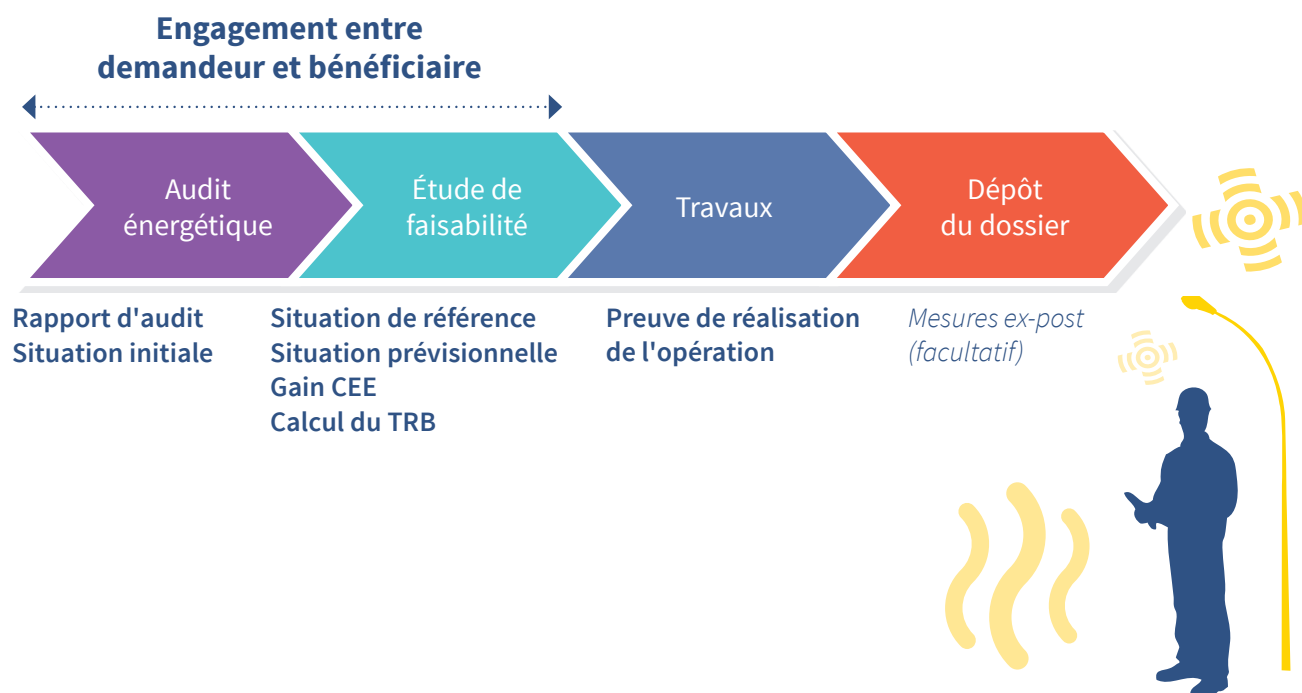 Engagement entre
demandeur et bénéficiaire
Audit
énergétique
Étude de
faisabilité
Travaux
Dépôt
du dossier
Rapport d'audit
Situation initiale
Situation de référence
Situation prévisionnelle
Gain CEE
Calcul du TRB
Preuve de réalisation
de l'opération
Mesures ex-post
(facultatif)